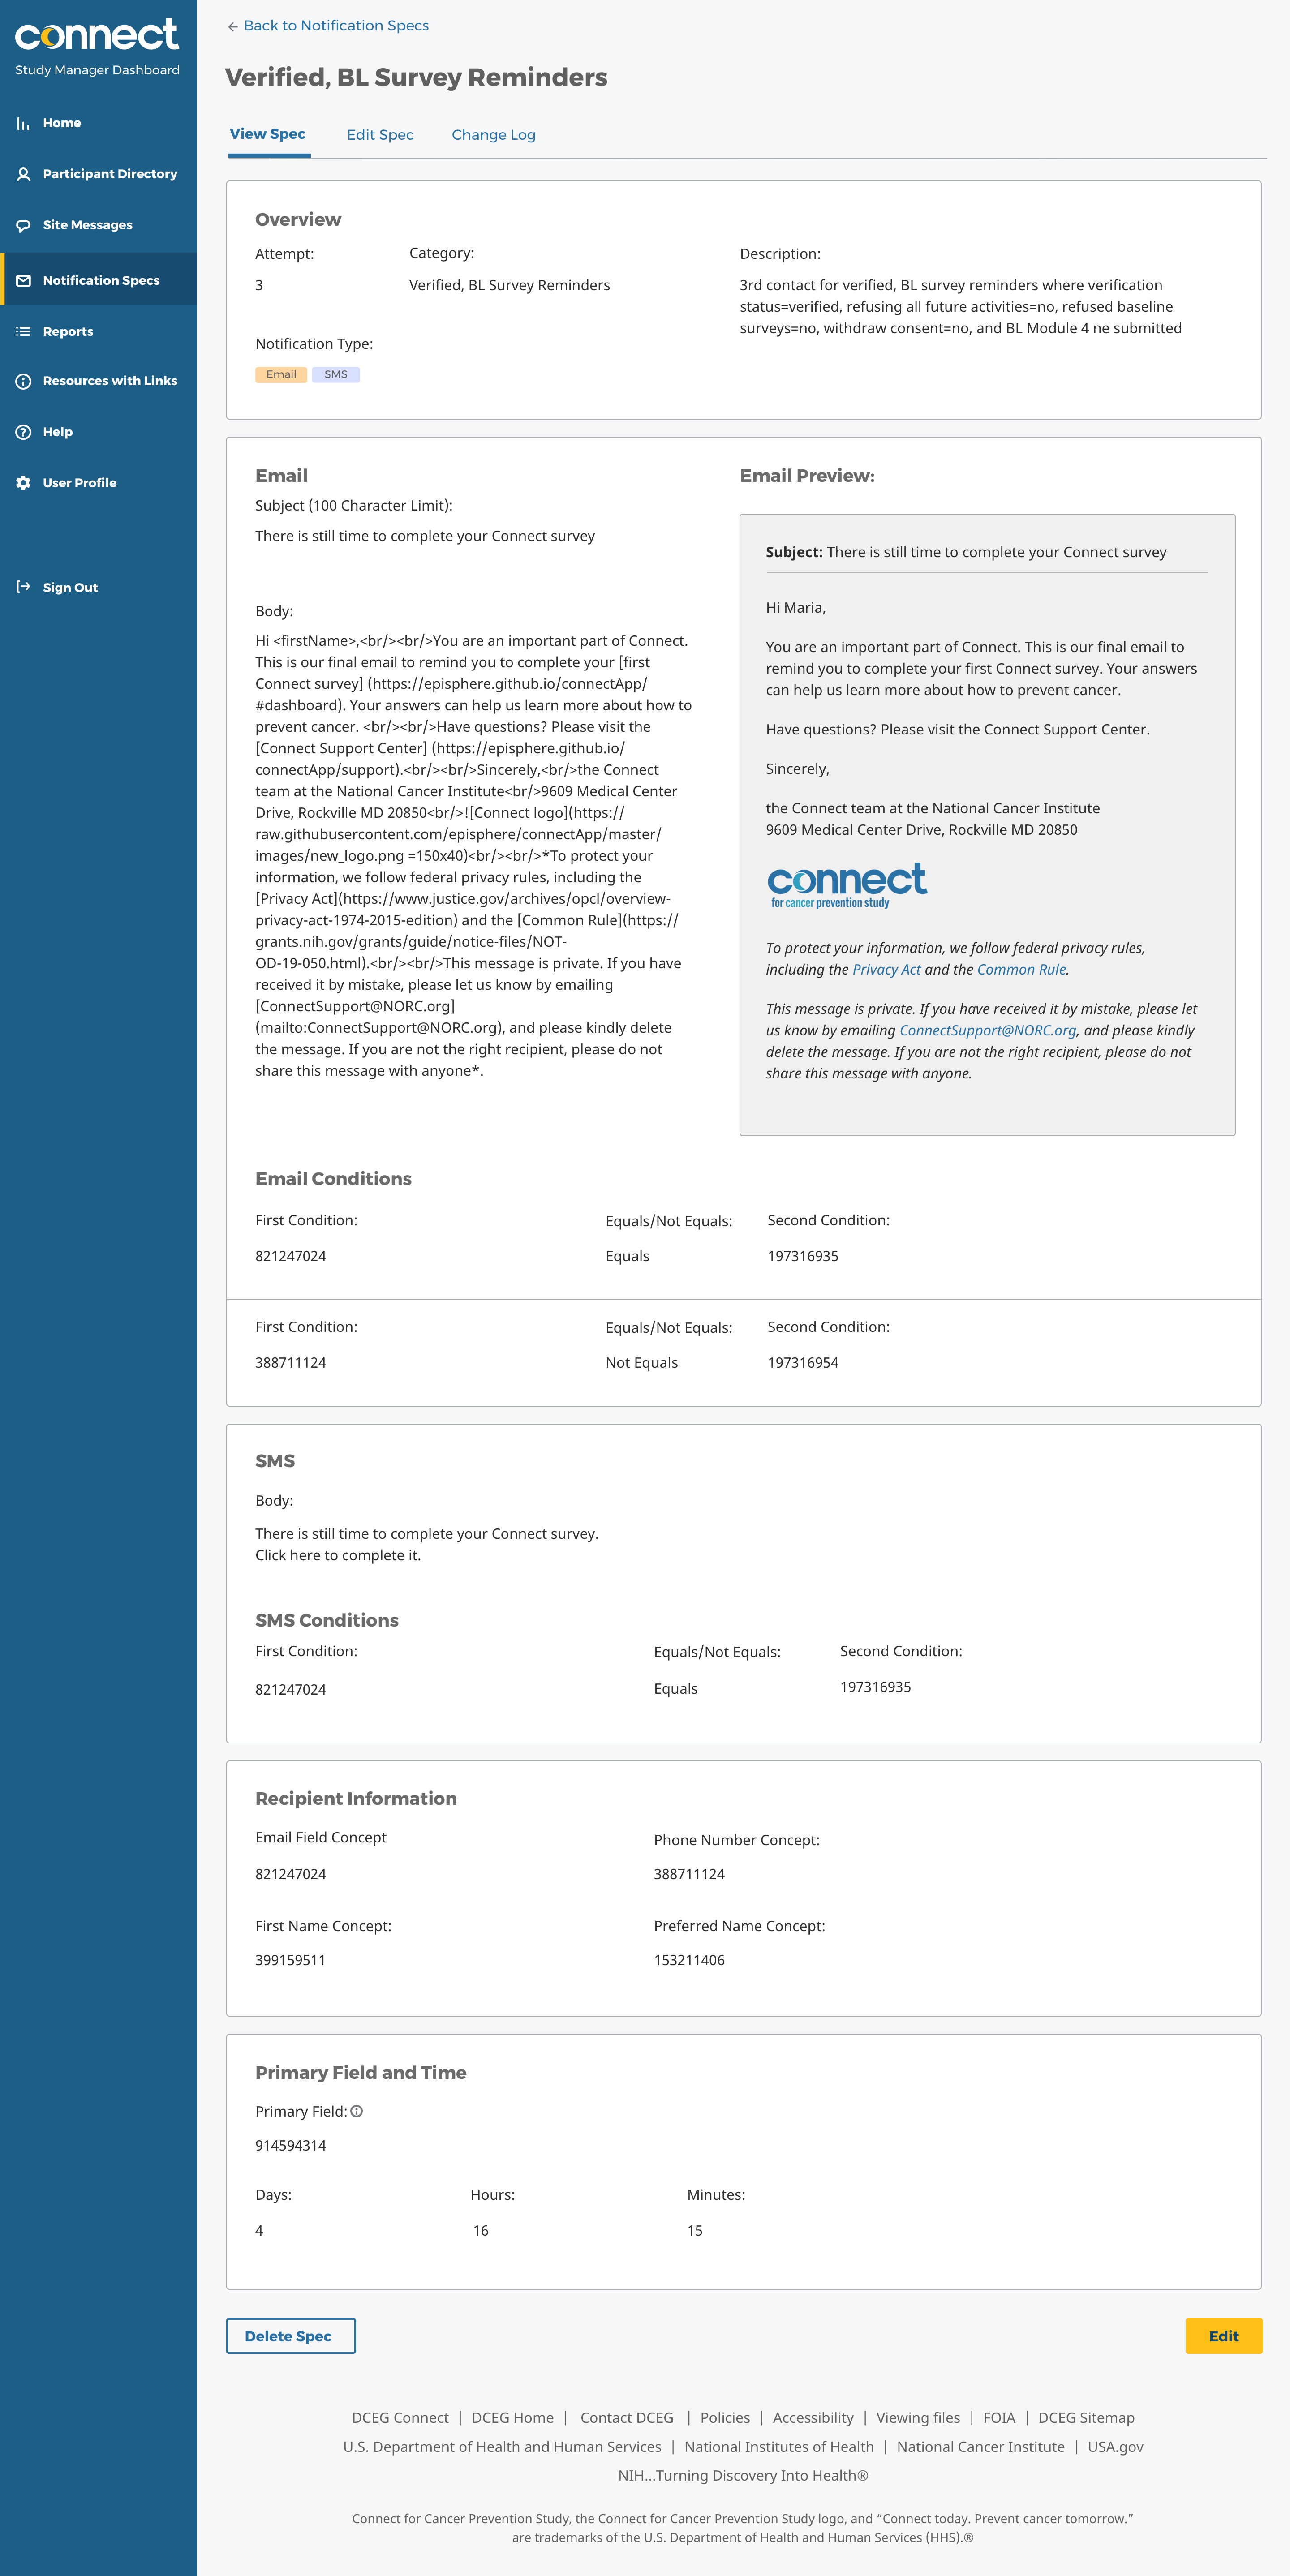 connect
Study Manager Dashboard
Home
Participant Directory
Site Messages
Notification Specs
Reports
Resources with Links
Help
User Profile
Sign Out
← Back to Notification Specs
Verified, BL Survey Reminders
View Spec
Edit Spec
Change Log
Overview
Attempt:
3
Category:
Verified, BL Survey Reminders
Description:
3rd contact for verified, BL survey reminders where verification
status=verified, refusing all future activities=no, refused baseline
surveys=no, withdraw consent=no, and BL Module 4 ne submitted
Notification Type:
Email SMS
Email
Subject (100 Character Limit):
There is still time to complete your Connect survey
Body:
Hi <firstName>,<br/><br/>You are an important part of Connect.
This is our final email to remind you to complete your [first
Connect survey] (https://episphere.github.io/connectApp/
#dashboard). Your answers can help us learn more about how to
prevent cancer. <br/><br/>Have questions? Please visit the
[Connect Support Center] (https://episphere.github.io/
connectApp/support).<br/><br/>Sincerely,<br/>the Connect
team at the National Cancer Institute<br/>9609 Medical Center
Drive, Rockville MD 20850<br/>![Connect logo](https://
raw.githubusercontent.com/episphere/connectApp/master/
images/new_logo.png =150x40)<br/><br/>*To protect your
information, we follow federal privacy rules, including the
[Privacy Act](https://www.justice.gov/archives/opcl/overview-
privacy-act-1974-2015-edition) and the [Common Rule](https://
grants.nih.gov/grants/guide/notice-files/NOT-
OD-19-050.html).<br/><br/>This message is private. If you have
received it by mistake, please let us know by emailing
[ConnectSupport@NORC.org]
(mailto:ConnectSupport@NORC.org), and please kindly delete
the message. If you are not the right recipient, please do not
share this message with anyone*.
Email Preview:
Subject: There is still time to complete your Connect survey
Hi Maria,
You are an important part of Connect. This is our final email to
remind you to complete your first Connect survey. Your answers
can help us learn more about how to prevent cancer.
Have questions? Please visit the Connect Support Center.
Sincerely,
the Connect team at the National Cancer Institute
9609 Medical Center Drive, Rockville MD 20850
connect
for cancer prevention study
To protect your information, we follow federal privacy rules,
including the Privacy Act and the Common Rule.
This message is private. If you have received it by mistake, please let
us know by emailing ConnectSupport@NORC.org, and please kindly
delete the message. If you are not the right recipient, please do not
share this message with anyone.
Email Conditions
First Condition: Equals/Not Equals: Second Condition:
821247024 Equals 197316935
First Condition: Equals/Not Equals: Second Condition:
388711124 Not Equals 197316954
SMS
Body:
There is still time to complete your Connect survey.
Click here to complete it.
SMS Conditions
First Condition: Equals/Not Equals: Second Condition:
821247024 Equals 197316935
Recipient Information
Email Field Concept Phone Number Concept:
821247024 388711124
First Name Concept: Preferred Name Concept:
399159511 153211406
Primary Field and Time
Primary Field:
914594314
Days: Hours: Minutes:
4 16 15
Delete Spec
Edit
DCEG Connect | DCEG Home | Contact DCEG | Policies | Accessibility | Viewing files | FOIA | DCEG Sitemap
U.S. Department of Health and Human Services | National Institutes of Health | National Cancer Institute | USA.gov
NIH...Turning Discovery Into Health®
Connect for Cancer Prevention Study, the Connect for Cancer Prevention Study logo, and “Connect today. Prevent cancer tomorrow.”
are trademarks of the U.S. Department of Health and Human Services (HHS).®